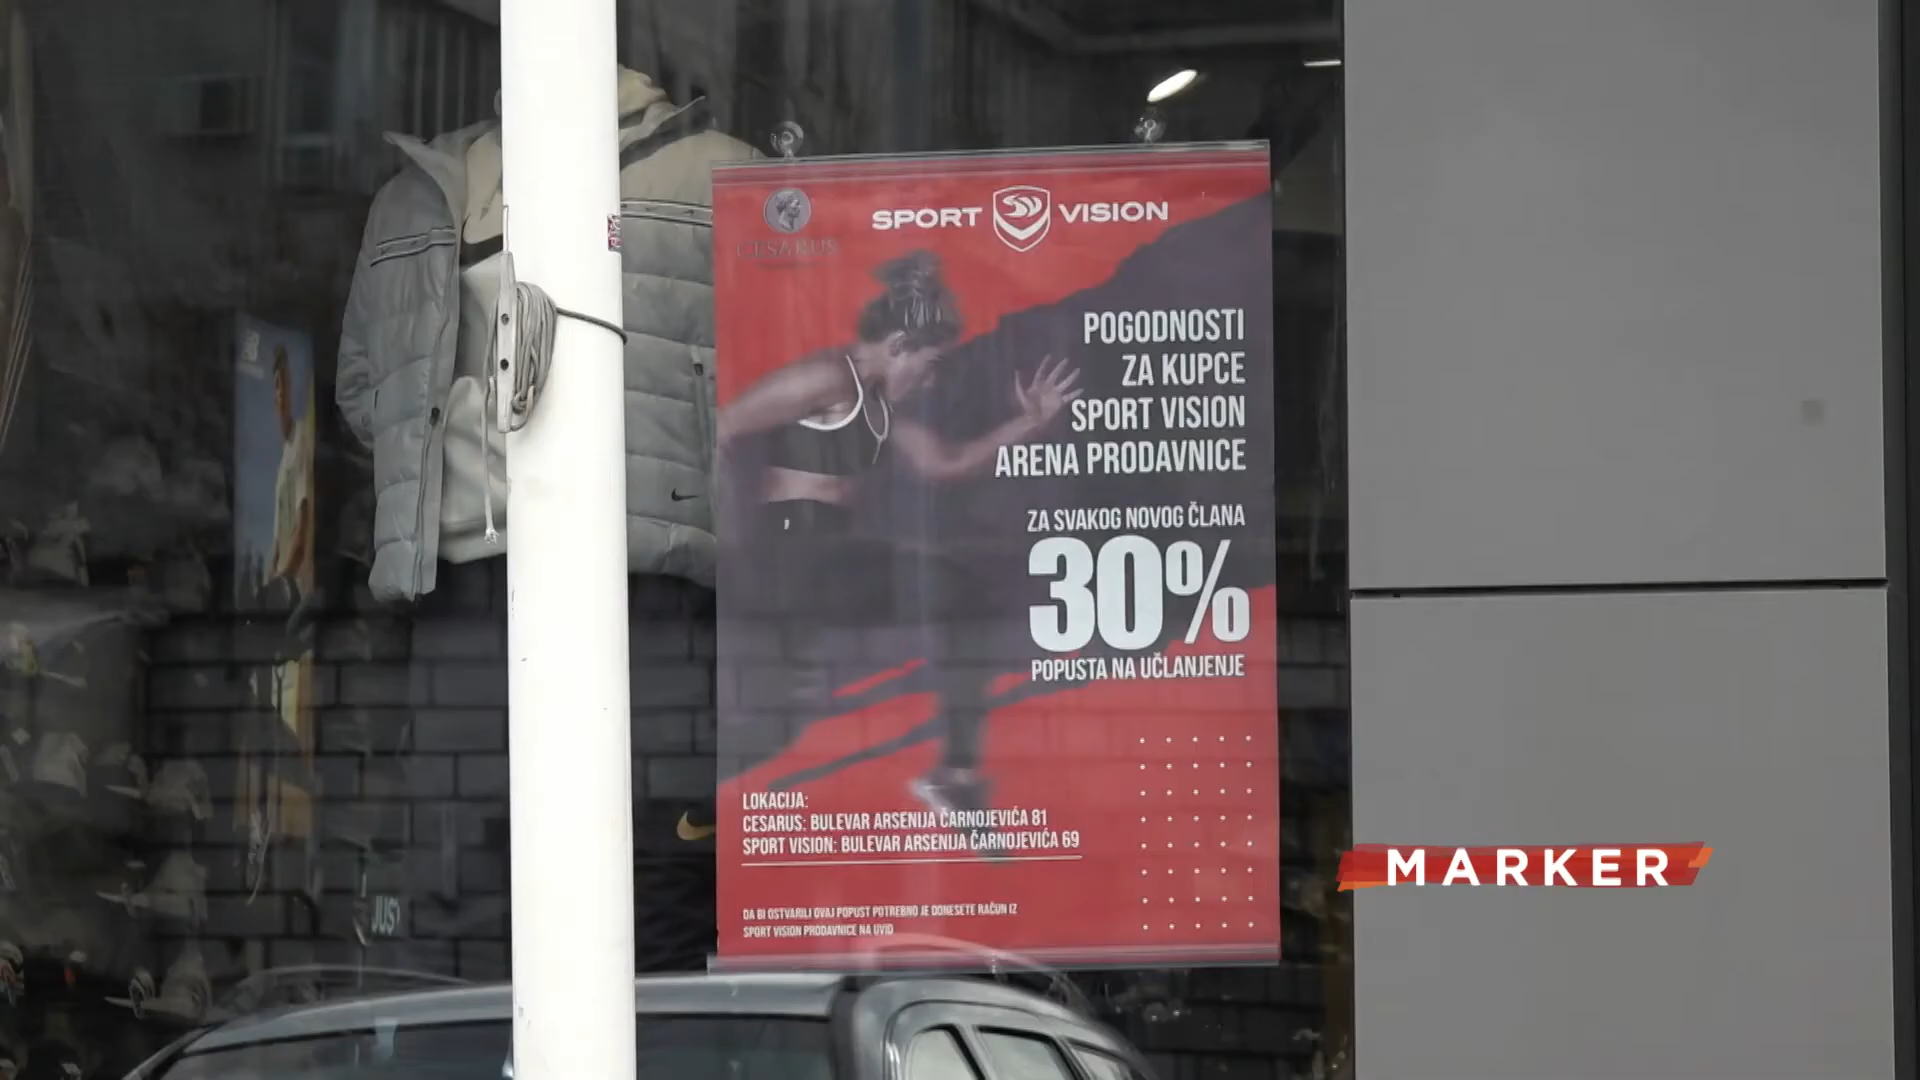 CESARUS
SPORT VISION
POGODNOSTI
ZA KUPCE
SPORT VISION
ARENA PRODAVNICE
ZA SVAKOG NOVOG ČLANA
30%
POPUSTA NA UČLANJENJE
LOKACIJA:
CESARUS: BULEVAR ARSENIJA ČARNOJEVIĆA 81
SPORT VISION: BULEVAR ARSENIJA ČARNOJEVIĆA 69
DA BI OSTVARILI OVAJ POPUST POTREBNO JE DONESETE RAČUN IZ
SPORT VISION PRODAVNICE NA UVID
JUS
MARKER